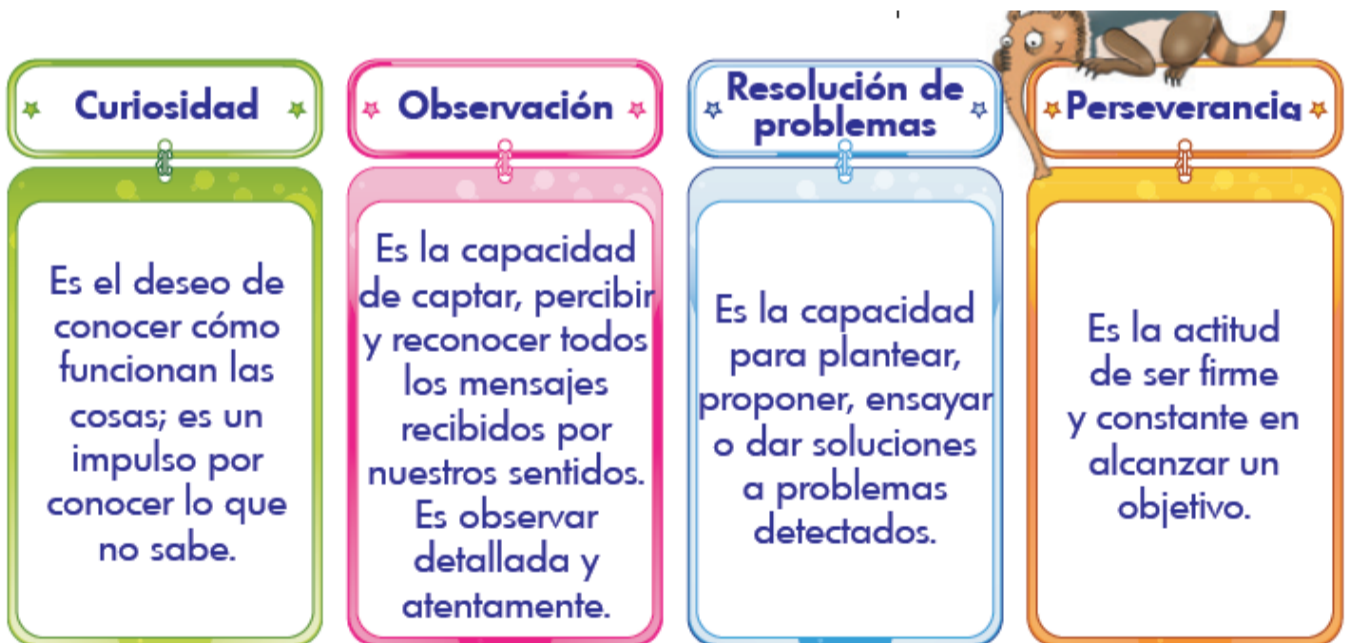 Curiosidad
Es el deseo de
conocer cómo
funcionan las
cosas; es un
impulso por
conocer lo que
no sabe.
Observación
Es la capacidad
de captar, percibir
y reconocer todos
los mensajes
recibidos por
nuestros sentidos.
Es observar
detallada y
atentamente.
Resolución de
problemas
Es la capacidad
para plantear,
proponer, ensayar
o dar soluciones
a problemas
detectados.
Perseverancia
Es la actitud
de ser firme
y constante en
alcanzar un
objetivo.